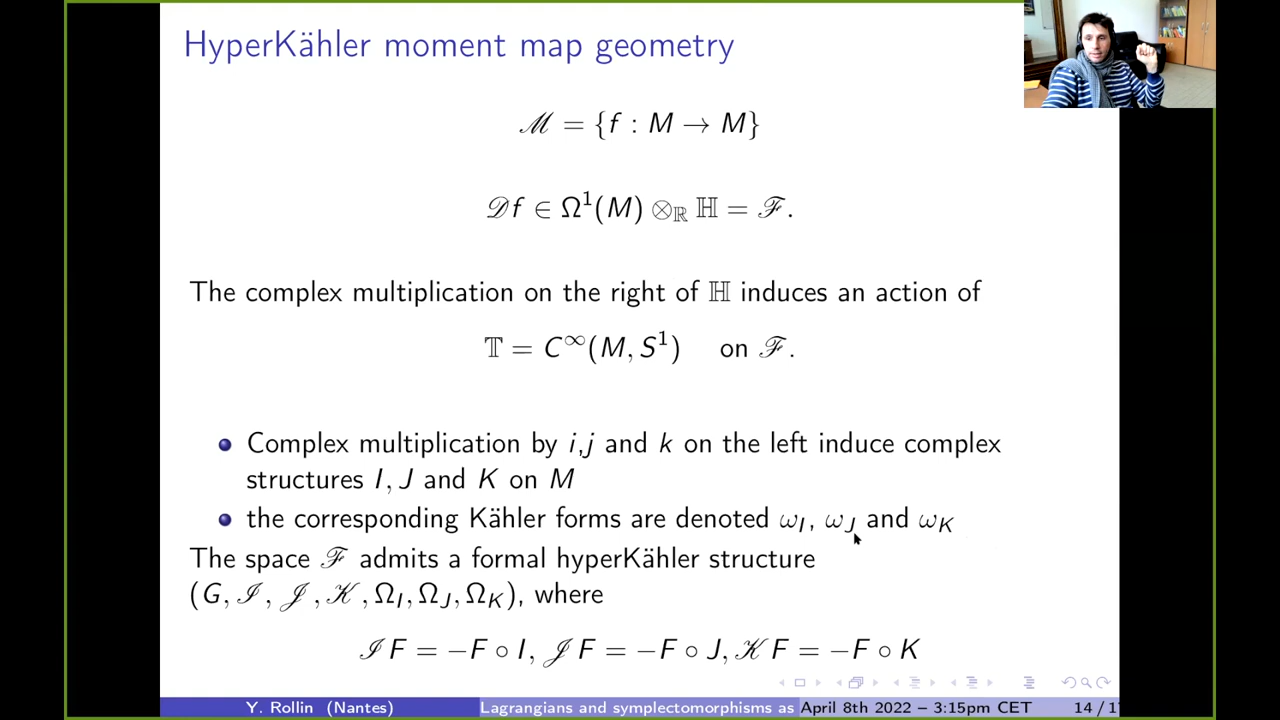 HyperKähler moment map geometry
ℳ = {f : M → M}
𝒟f ∈ Ω¹(M) ⊗_ℝ ℍ = ℱ.
The complex multiplication on the right of ℍ induces an action of
𝕋 = C^∞(M, S¹) on ℱ.
Complex multiplication by i,j and k on the left induce complex
structures I, J and K on M
the corresponding Kähler forms are denoted ω_I, ω_J and ω_K
The space ℱ admits a formal hyperKähler structure
(G, ℐ, 𝒥, 𝒦, Ω_I, Ω_J, Ω_K), where
ℐF = −F ∘ I, 𝒥F = −F ∘ J, 𝒦F = −F ∘ K
Y. Rollin (Nantes) Lagrangians and symplectomorphisms as April 8th 2022 – 3:15pm CET 14 / 1